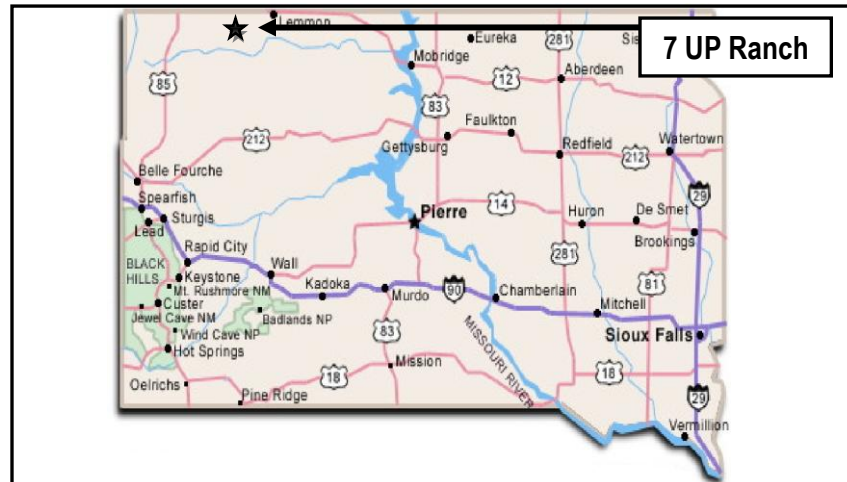 7 UP Ranch
Lemmon
Eureka
281
Sis
85
Mobridge
12
Aberdeen
83
212
Faulkton
Gettysburg
Redfield
212
Watertown
Belle Fourche
Spearfish
Sturgis
Lead
Pierre
14
29
Huron
De Smet
Brookings
Rapid City
BLACK
HILLS
Keystone
Mt. Rushmore NM
Custer
Jewel Cave NM
Wind Cave NP
Hot Springs
Wall
Kadoka
Badlands NP
Murdo
90
Chamberlain
281
81
Mitchell
Sioux Falls
83
MISSOURI RIVER
Mission
18
18
Oelrichs
Pine Ridge
29
Vermillion